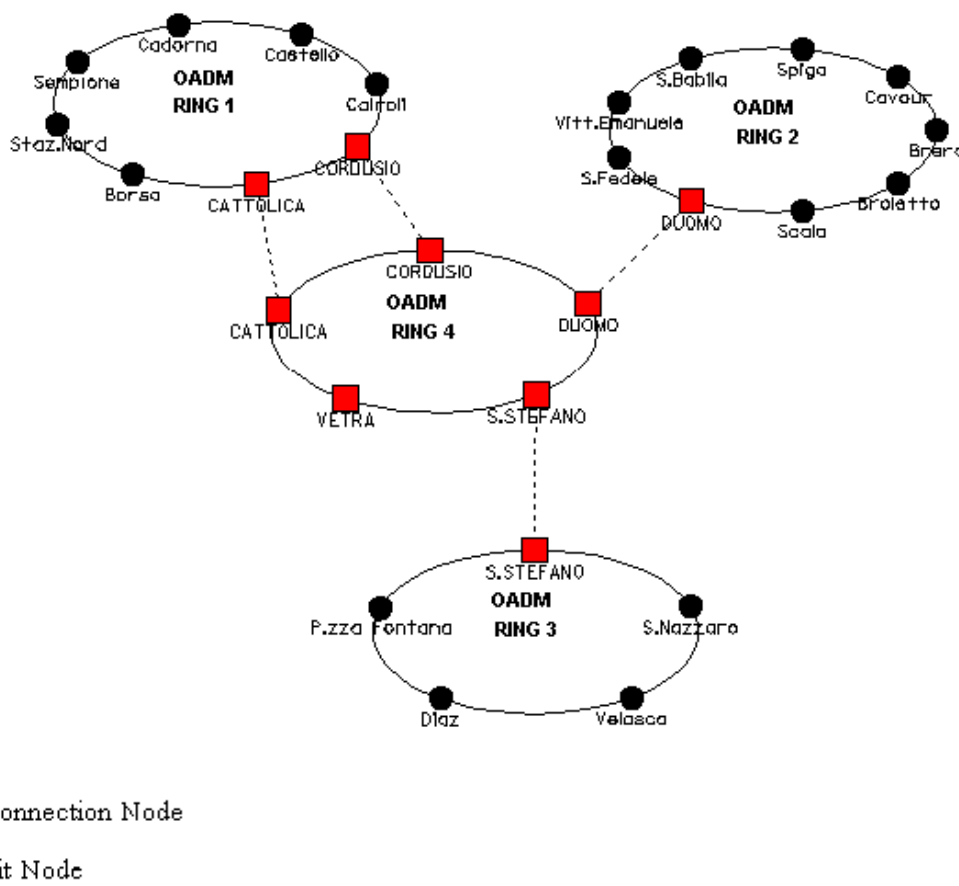 Cadorna
Castello
Sempione
OADM
RING 1
Cairoli
Staz.Nord
CORDUSIO
Borsa
CATTOLICA
S.Babila
Spiga
Cavour
OADM
RING 2
Vitt.Emanuele
Brera
S.Fedele
Broletto
DUOMO
Scala
CORDUSIO
OADM
RING 4
CATTOLICA
DUOMO
VETRA
S.STEFANO
S.STEFANO
OADM
RING 3
P.zza Fontana
S.Nazzaro
Diaz
Velasca
onnection Node
it Node